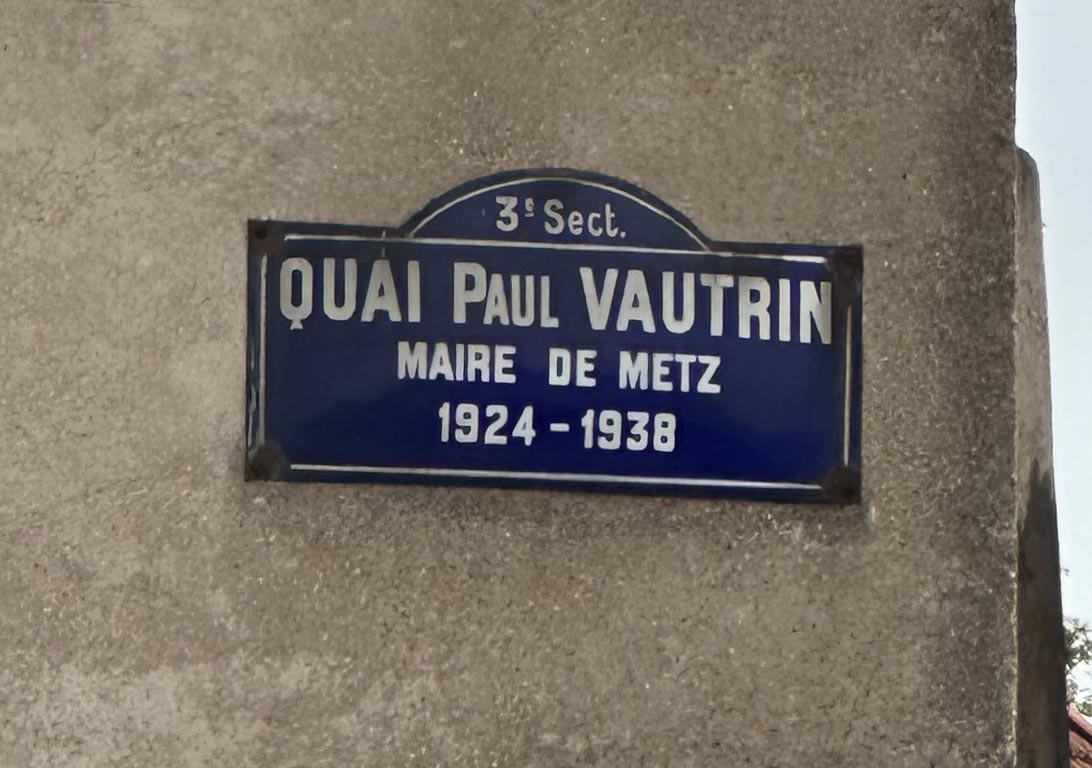 3ᵉ Sect.
QUAI PAUL VAUTRIN
MAIRE DE METZ
1924 - 1938